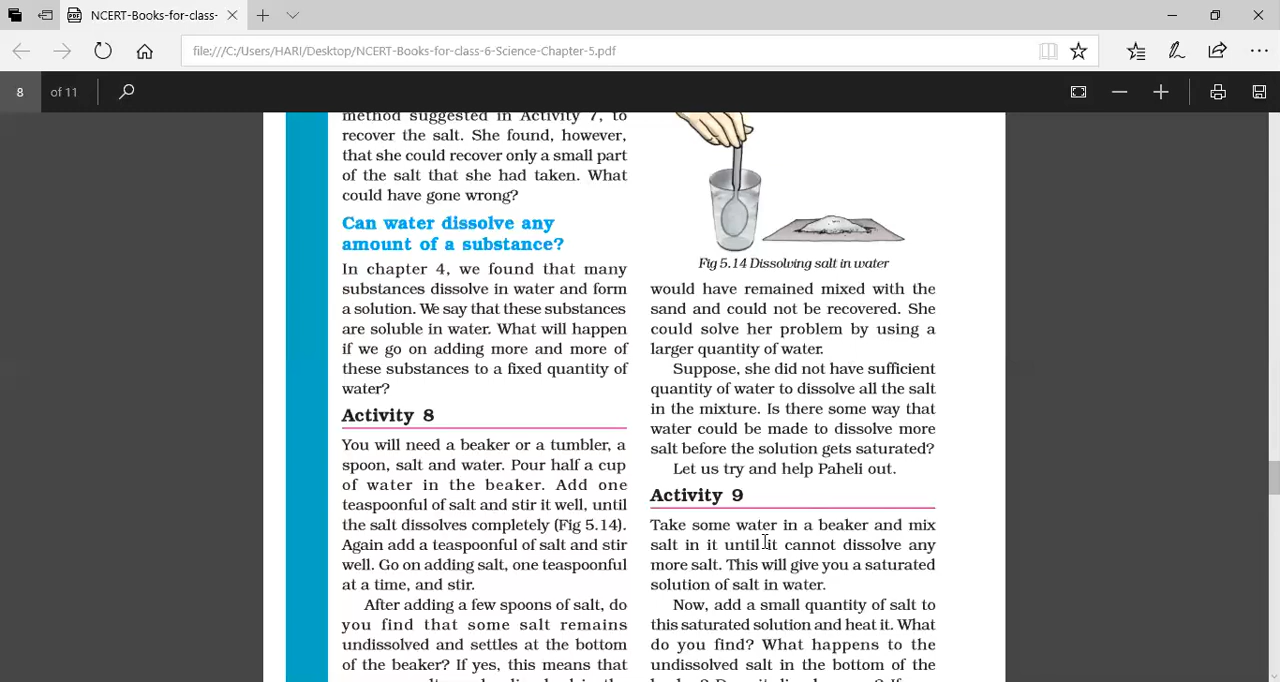 NCERT-Books-for-class-
file:///C:/Users/HARI/Desktop/NCERT-Books-for-class-6-Science-Chapter-5.pdf
8 of 11
method suggested in Activity 7, to
recover the salt. She found, however,
that she could recover only a small part
of the salt that she had taken. What
could have gone wrong?
Can water dissolve any
amount of a substance?
In chapter 4, we found that many
substances dissolve in water and form
a solution. We say that these substances
are soluble in water. What will happen
if we go on adding more and more of
these substances to a fixed quantity of
water?
Activity 8
You will need a beaker or a tumbler, a
spoon, salt and water. Pour half a cup
of water in the beaker. Add one
teaspoonful of salt and stir it well, until
the salt dissolves completely (Fig 5.14).
Again add a teaspoonful of salt and stir
well. Go on adding salt, one teaspoonful
at a time, and stir.
After adding a few spoons of salt, do
you find that some salt remains
undissolved and settles at the bottom
of the beaker? If yes, this means that
Fig 5.14 Dissolving salt in water
would have remained mixed with the
sand and could not be recovered. She
could solve her problem by using a
larger quantity of water.
Suppose, she did not have sufficient
quantity of water to dissolve all the salt
in the mixture. Is there some way that
water could be made to dissolve more
salt before the solution gets saturated?
Let us try and help Paheli out.
Activity 9
Take some water in a beaker and mix
salt in it until it cannot dissolve any
more salt. This will give you a saturated
solution of salt in water.
Now, add a small quantity of salt to
this saturated solution and heat it. What
do you find? What happens to the
undissolved salt in the bottom of the